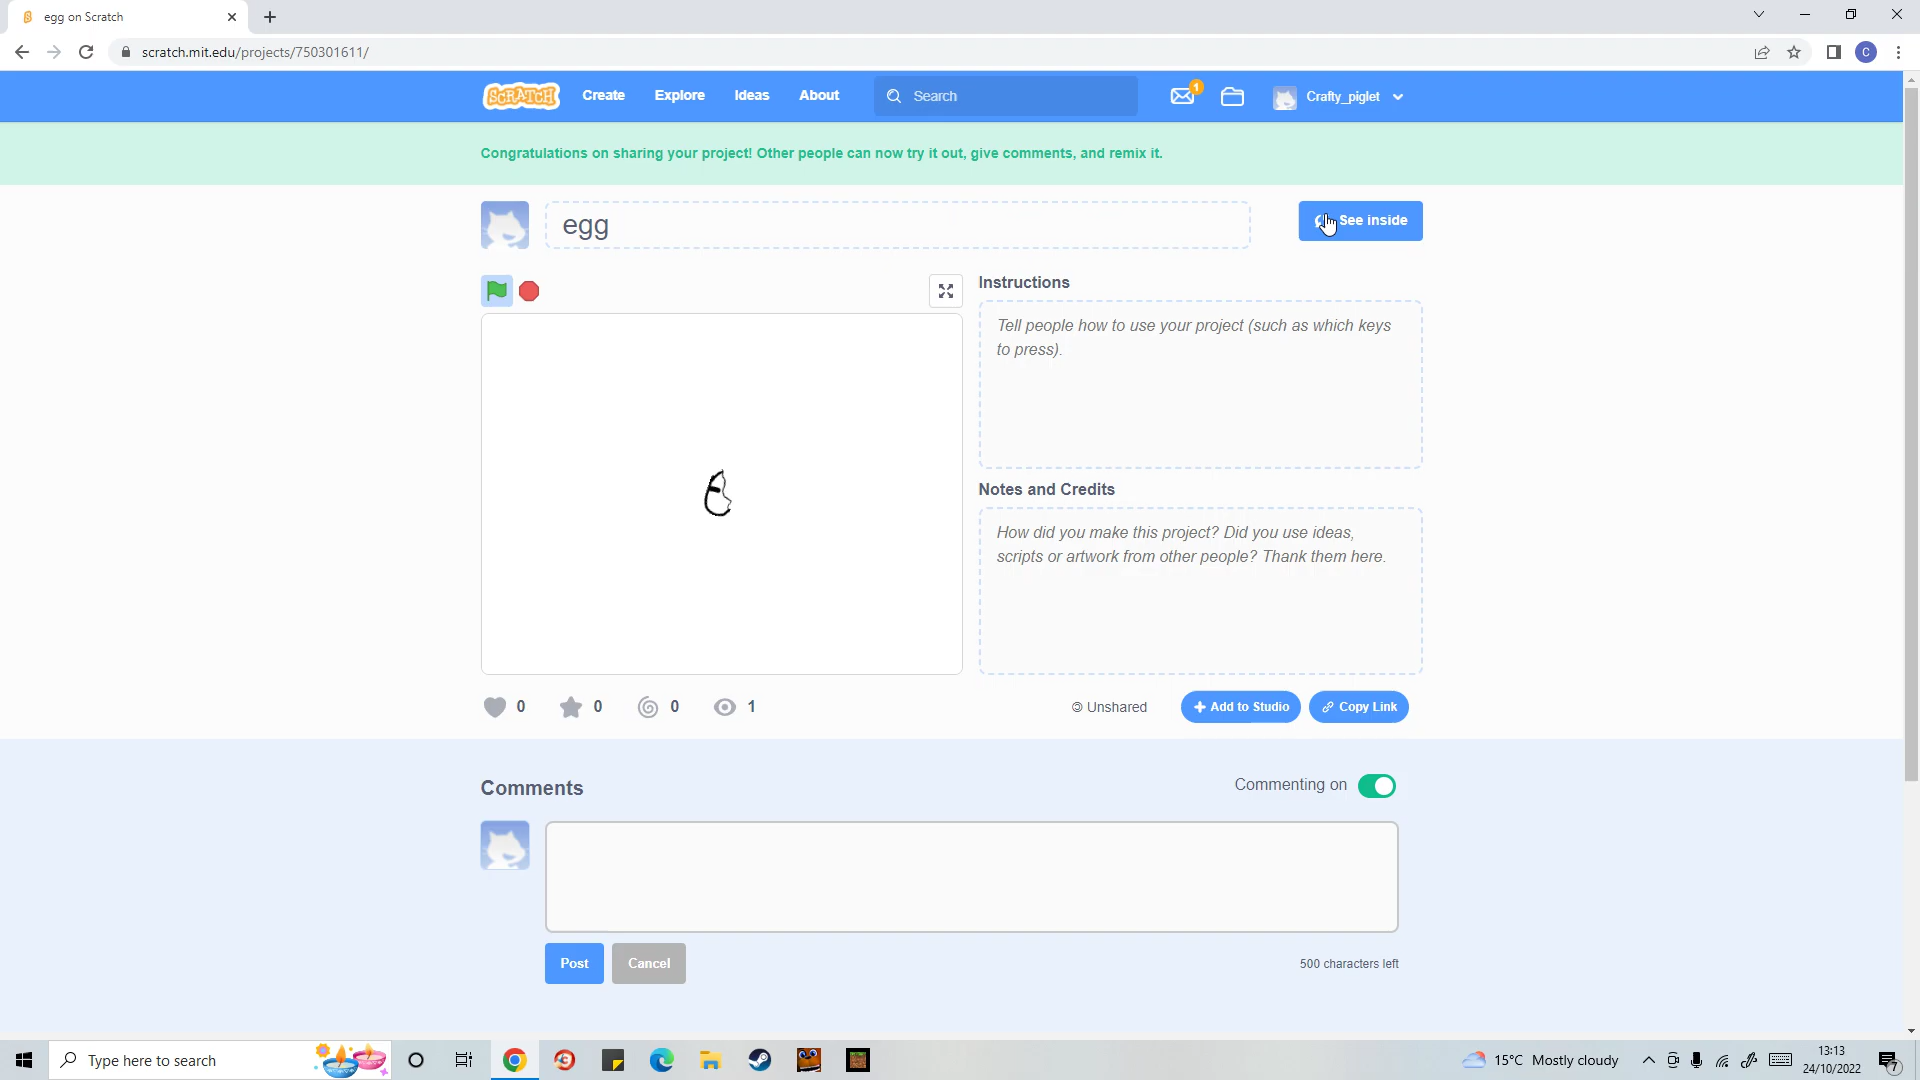 egg on Scratch
scratch.mit.edu/projects/750301611/
C
SCRATCH
Create
Explore
Ideas
About
Search
1
Crafty_piglet
Congratulations on sharing your project! Other people can now try it out, give comments, and remix it.
egg
See inside
Instructions
Tell people how to use your project (such as which keys
to press).
Notes and Credits
How did you make this project? Did you use ideas,
scripts or artwork from other people? Thank them here.
0
0
0
1
Unshared
+ Add to Studio
Copy Link
Comments
Commenting on
Post
Cancel
500 characters left
Type here to search
15°C Mostly cloudy
13:13
24/10/2022
7